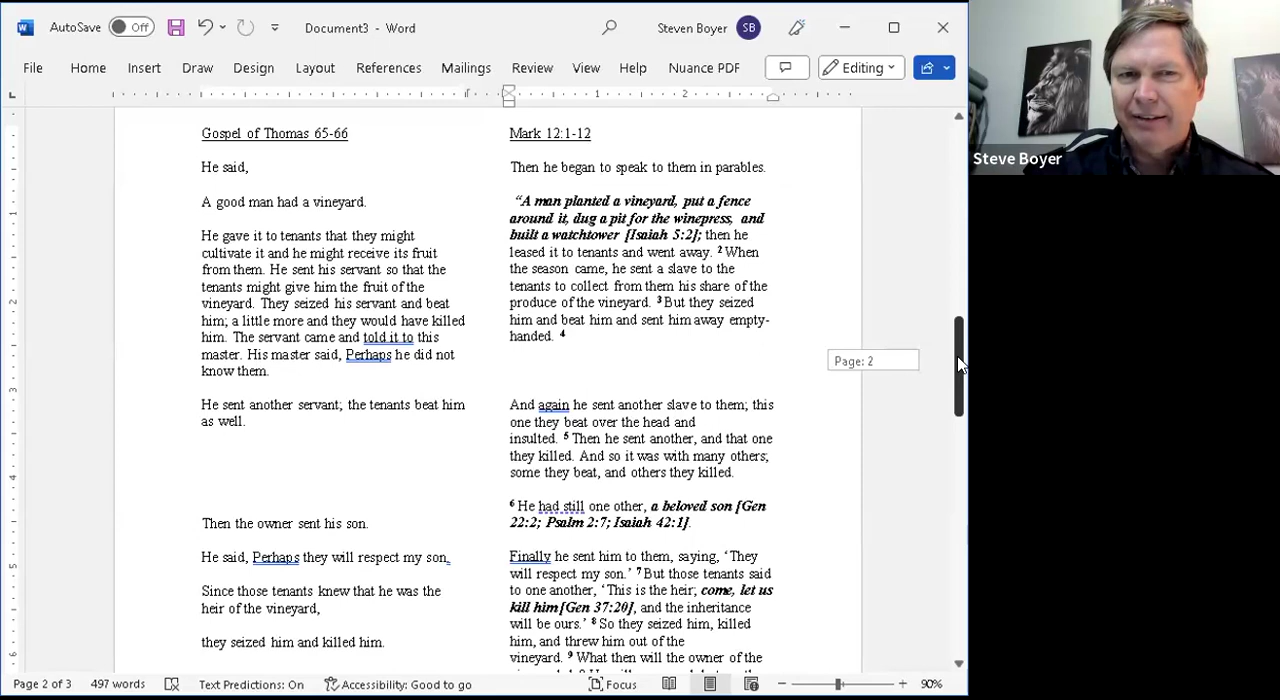 AutoSave Off Document3 - Word Steven Boyer SB
File Home Insert Draw Design Layout References Mailings Review View Help Nuance PDF Editing
1 2
Gospel of Thomas 65-66
He said,
A good man had a vineyard.
He gave it to tenants that they might
cultivate it and he might receive its fruit
from them. He sent his servant so that the
tenants might give him the fruit of the
vineyard. They seized his servant and beat
him; a little more and they would have killed
him. The servant came and told it to this
master. His master said, Perhaps he did not
know them.
He sent another servant; the tenants beat him
as well.
Then the owner sent his son.
He said, Perhaps they will respect my son.
Since those tenants knew that he was the
heir of the vineyard,
they seized him and killed him.
Mark 12:1-12
Then he began to speak to them in parables.
“A man planted a vineyard, put a fence
around it, dug a pit for the winepress, and
built a watchtower [Isaiah 5:2]; then he
leased it to tenants and went away. 2 When
the season came, he sent a slave to the
tenants to collect from them his share of the
produce of the vineyard. 3 But they seized
him and beat him and sent him away empty-
handed. 4
And again he sent another slave to them; this
one they beat over the head and
insulted. 5 Then he sent another, and that one
they killed. And so it was with many others;
some they beat, and others they killed.
6 He had still one other, a beloved son [Gen
22:2; Psalm 2:7; Isaiah 42:1].
Finally he sent him to them, saying, ‘They
will respect my son.’ 7 But those tenants said
to one another, ‘This is the heir; come, let us
kill him [Gen 37:20], and the inheritance
will be ours.’ 8 So they seized him, killed
him, and threw him out of the
vineyard. 9 What then will the owner of the
Page: 2
Steve Boyer
Page 2 of 3 497 words Text Predictions: On Accessibility: Good to go Focus 90%